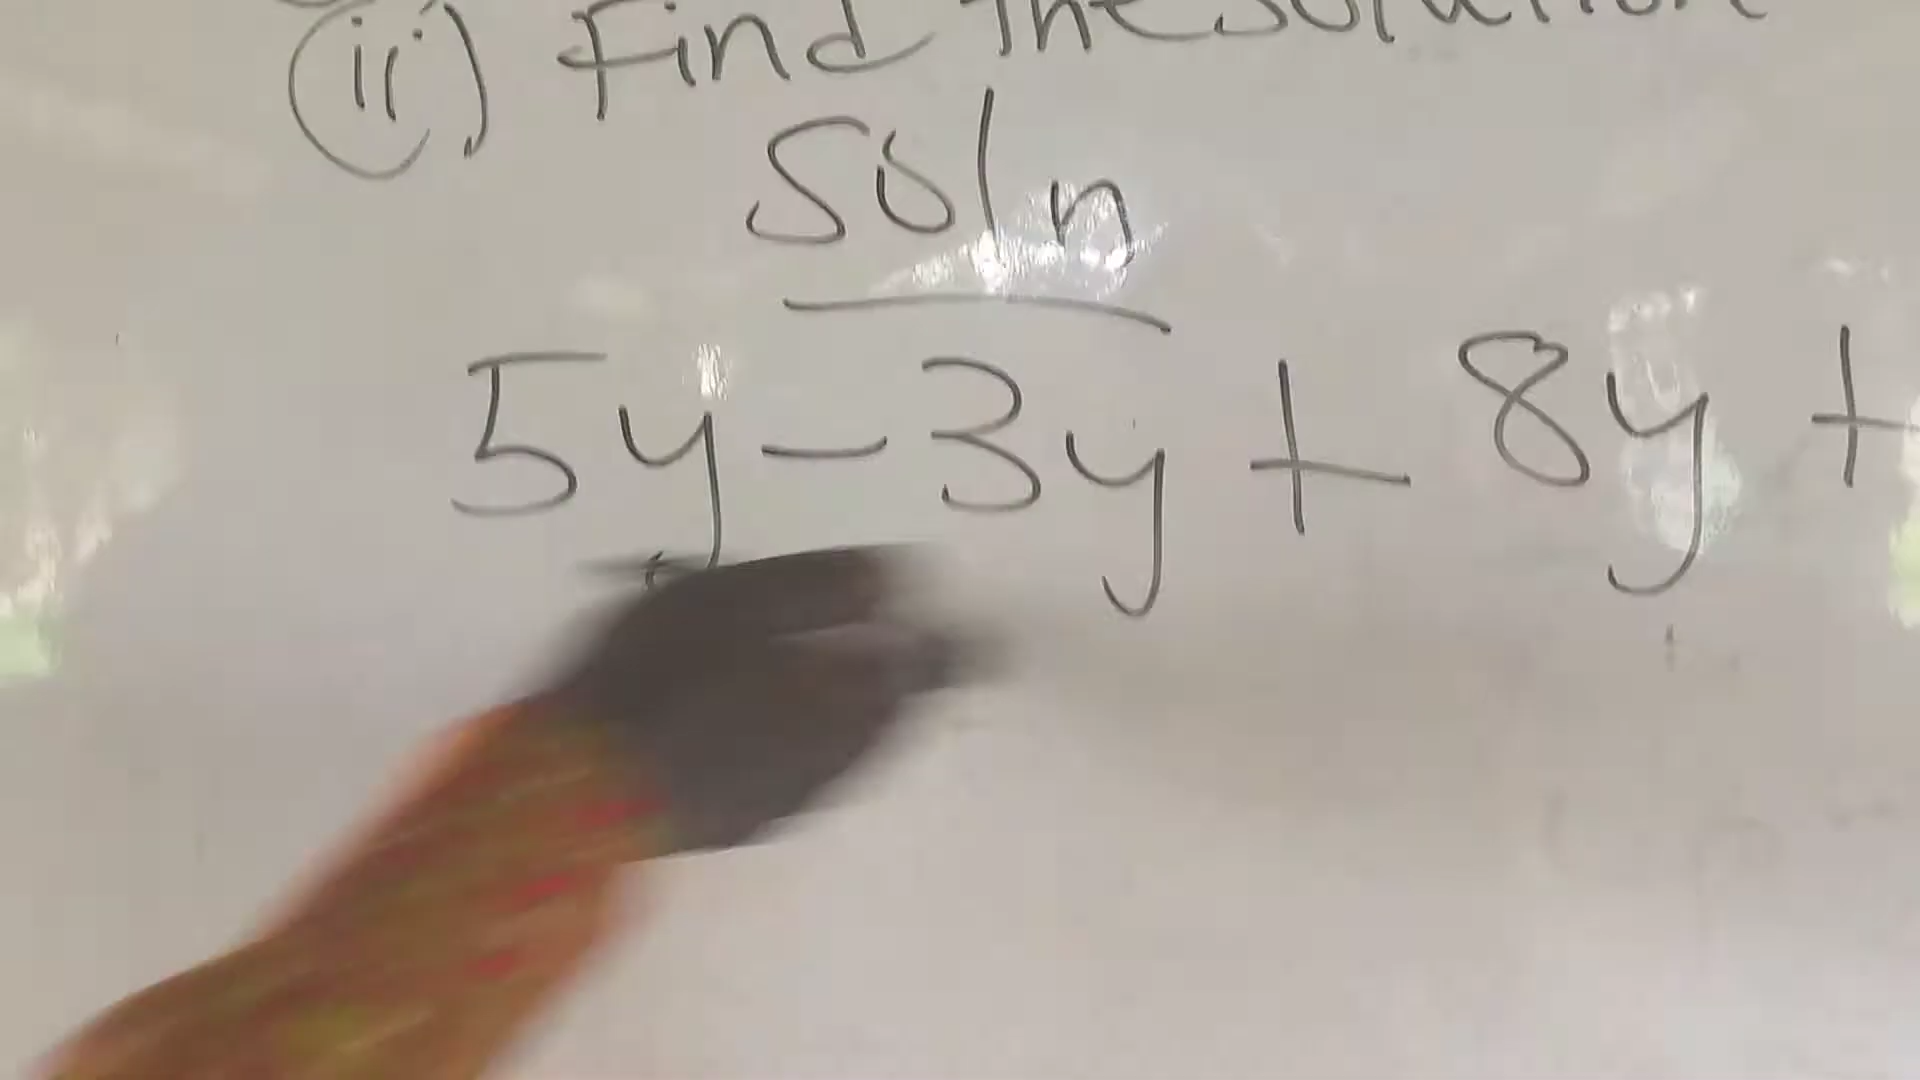 (ii) Find the solution
soln
5y - 3y + 8y +